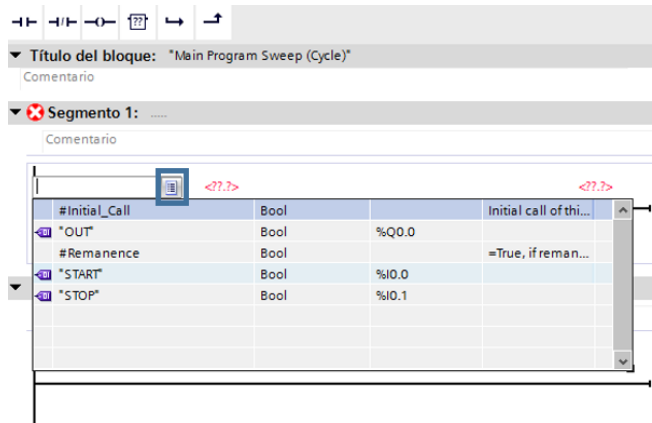 ??
Título del bloque: "Main Program Sweep (Cycle)"
Comentario
Segmento 1: .....
Comentario
<??.?> <??.?>
#Initial_Call Bool Initial call of thi...
"OUT" Bool %Q0.0
#Remanence Bool =True, if reman...
"START" Bool %I0.0
"STOP" Bool %I0.1